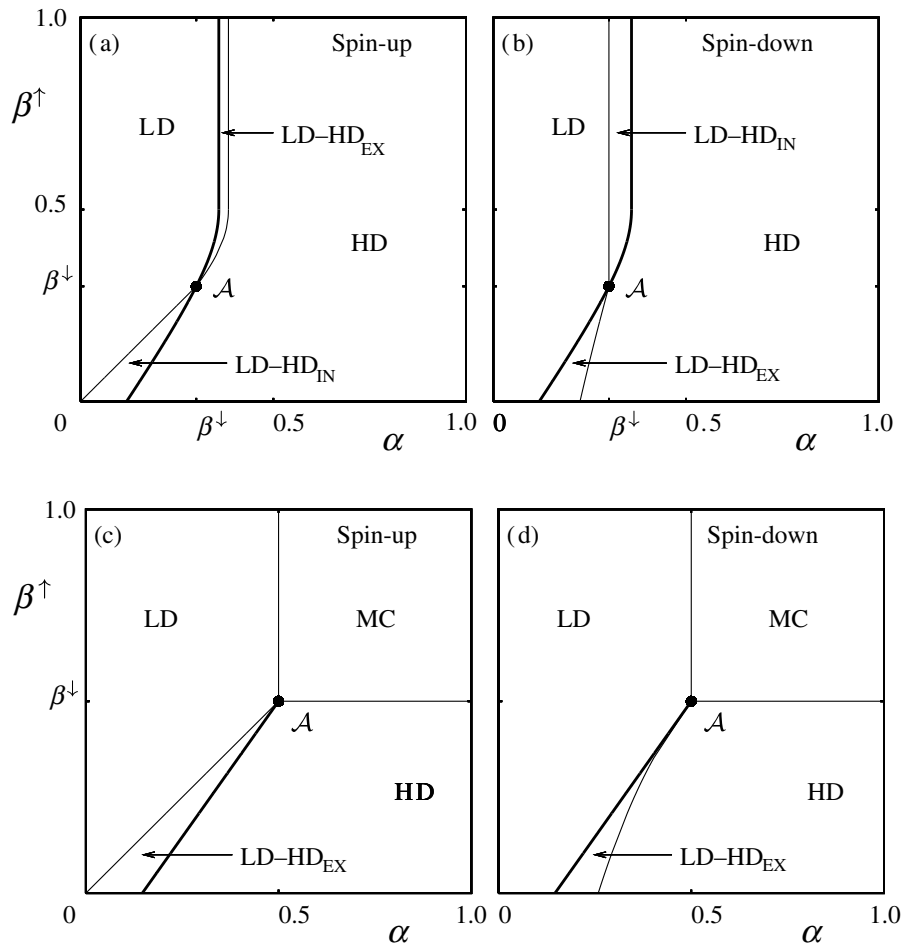 1.0
(a)
Spin-up
(b)
Spin-down
β↑
LD
LD–HD_EX
LD
LD–HD_IN
0.5
HD
HD
β↓
𝒜
𝒜
LD–HD_IN
LD–HD_EX
0
β↓
0.5
α
1.0
0
β↓
0.5
α
1.0
1.0
(c)
Spin-up
(d)
Spin-down
β↑
LD
MC
LD
MC
β↓
𝒜
𝒜
HD
HD
LD–HD_EX
LD–HD_EX
0
0.5
α
1.0
0
0.5
α
1.0